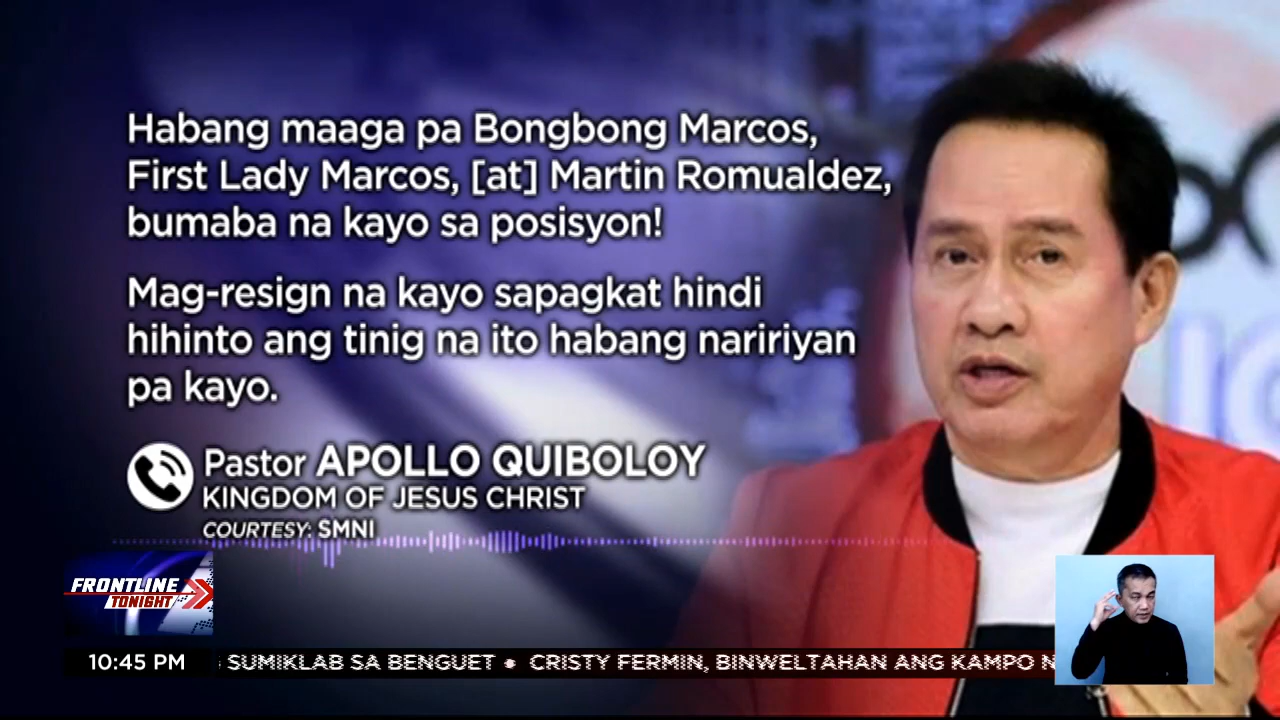 Habang maaga pa Bongbong Marcos,
First Lady Marcos, [at] Martin Romualdez,
bumaba na kayo sa posisyon!
Mag-resign na kayo sapagkat hindi
hihinto ang tinig na ito habang naririyan
pa kayo.
Pastor APOLLO QUIBOLOY
KINGDOM OF JESUS CHRIST
COURTESY: SMNI
FRONTLINE
TONIGHT
10:45 PM SUMIKLAB SA BENGUET • CRISTY FERMIN, BINWELTAHAN ANG KAMPO N